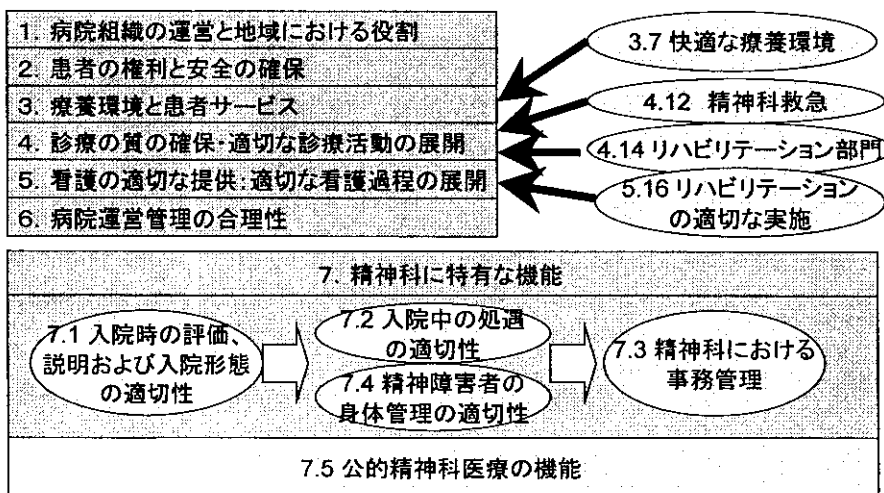 1. 病院組織の運営と地域における役割
2. 患者の権利と安全の確保
3. 療養環境と患者サービス
4. 診療の質の確保・適切な診療活動の展開
5. 看護の適切な提供:適切な看護過程の展開
6. 病院運営管理の合理性
3.7 快適な療養環境
4.12 精神科救急
4.14 リハビリテーション部門
5.16 リハビリテーション
の適切な実施
7. 精神科に特有な機能
7.1 入院時の評価、
説明および入院形態
の適切性
7.2 入院中の処遇
の適切性
7.4 精神障害者の
身体管理の適切性
7.3 精神科における
事務管理
7.5 公的精神科医療の機能